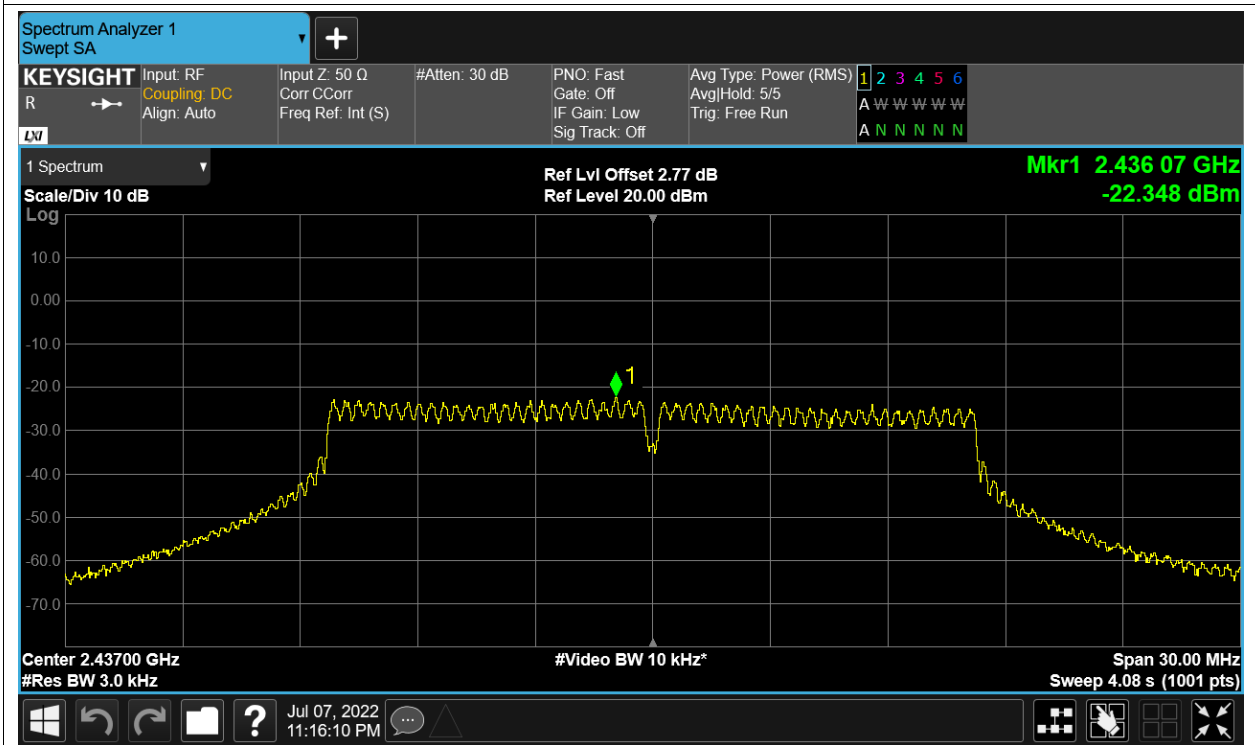 Spectrum Analyzer 1
Swept SA
KEYSIGHT
R
LXI
Input: RF
Coupling: DC
Align: Auto
Input Z: 50 Ω
Corr CCorr
Freq Ref: Int (S)
#Atten: 30 dB
PNO: Fast
Gate: Off
IF Gain: Low
Sig Track: Off
Avg Type: Power (RMS)
Avg|Hold: 5/5
Trig: Free Run
1 2 3 4 5 6
A W W W W W
A N N N N N
1 Spectrum
Scale/Div 10 dB
Log
Ref Lvl Offset 2.77 dB
Ref Level 20.00 dBm
Mkr1 2.436 07 GHz
-22.348 dBm
10.0
0.00
-10.0
-20.0
-30.0
-40.0
-50.0
-60.0
-70.0
1
Center 2.43700 GHz
#Res BW 3.0 kHz
#Video BW 10 kHz*
Span 30.00 MHz
Sweep 4.08 s (1001 pts)
?
Jul 07, 2022
11:16:10 PM